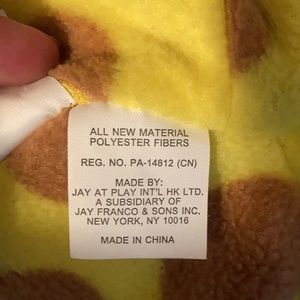 ALL NEW MATERIAL
POLYESTER FIBERS
REG. NO. PA-14812 (CN)
MADE BY:
JAY AT PLAY INT'L HK LTD.
A SUBSIDIARY OF
JAY FRANCO & SONS INC.
NEW YORK, NY 10016
MADE IN CHINA